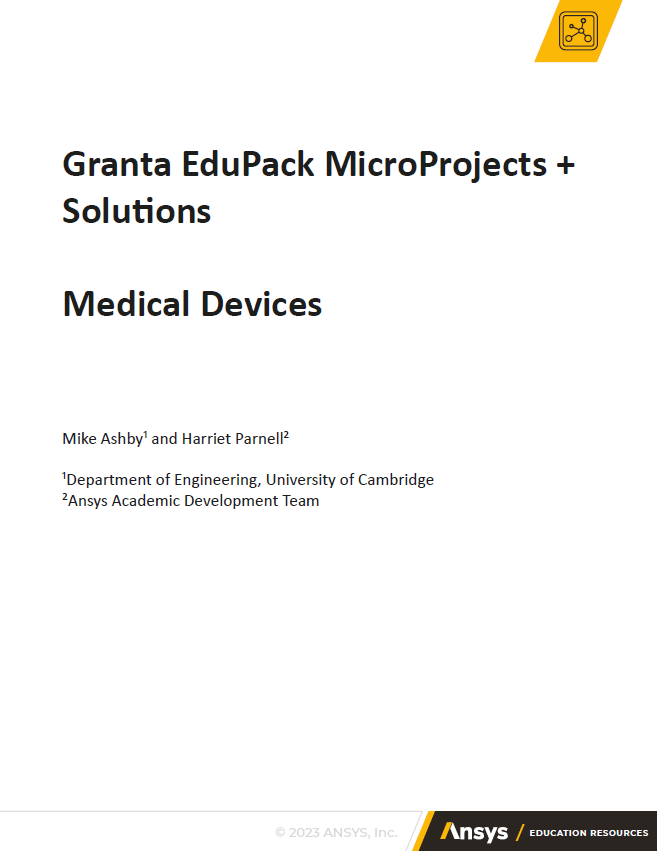 Granta EduPack MicroProjects +
Solutions
Medical Devices
Mike Ashby¹ and Harriet Parnell²
¹Department of Engineering, University of Cambridge
²Ansys Academic Development Team
© 2023 ANSYS, Inc.
Ansys / EDUCATION RESOURCES